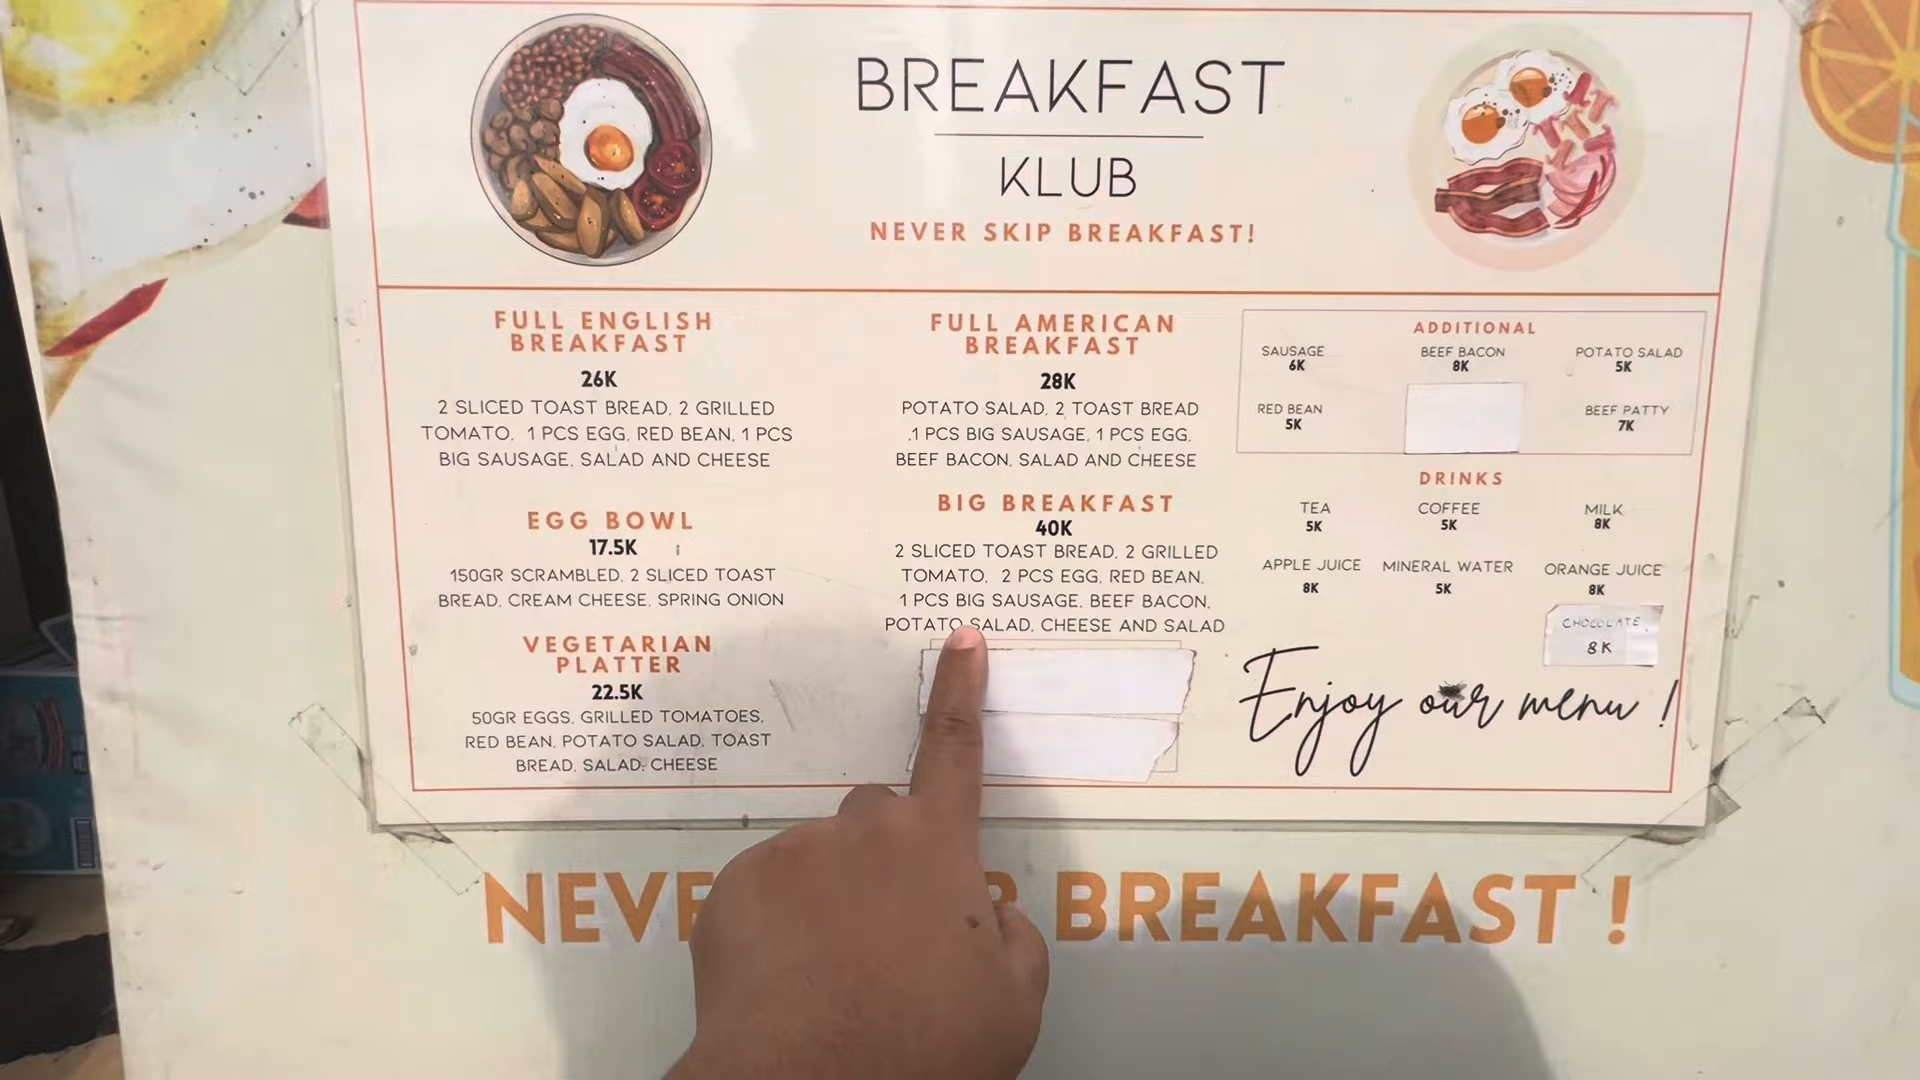 BREAKFAST
KLUB
NEVER SKIP BREAKFAST!
FULL ENGLISH
BREAKFAST
26K
2 SLICED TOAST BREAD, 2 GRILLED
TOMATO, 1 PCS EGG, RED BEAN, 1 PCS
BIG SAUSAGE, SALAD AND CHEESE
EGG BOWL
17.5K
150GR SCRAMBLED, 2 SLICED TOAST
BREAD, CREAM CHEESE, SPRING ONION
VEGETARIAN
PLATTER
22.5K
50GR EGGS, GRILLED TOMATOES,
RED BEAN, POTATO SALAD, TOAST
BREAD, SALAD, CHEESE
FULL AMERICAN
BREAKFAST
28K
POTATO SALAD, 2 TOAST BREAD
,1 PCS BIG SAUSAGE, 1 PCS EGG,
BEEF BACON, SALAD AND CHEESE
BIG BREAKFAST
40K
2 SLICED TOAST BREAD, 2 GRILLED
TOMATO, 2 PCS EGG, RED BEAN,
1 PCS BIG SAUSAGE, BEEF BACON,
POTATO SALAD, CHEESE AND SALAD
ADDITIONAL
SAUSAGE BEEF BACON POTATO SALAD
6K 8K 5K
RED BEAN BEEF PATTY
5K 7K
DRINKS
TEA COFFEE MILK
5K 5K 8K
APPLE JUICE MINERAL WATER ORANGE JUICE
8K 5K 8K
CHOCOLATE
8K
Enjoy our menu !
BREAKFAST !